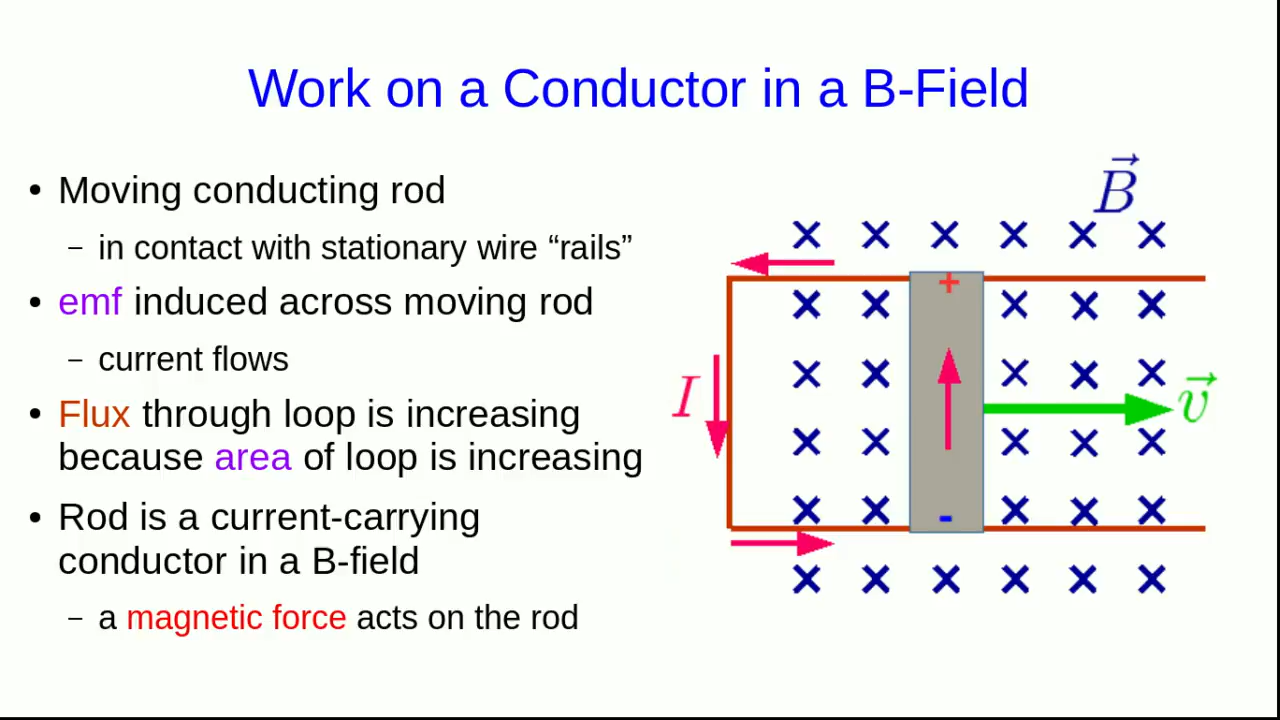 Work on a Conductor in a B-Field
• Moving conducting rod
– in contact with stationary wire “rails”
• emf induced across moving rod
– current flows
• Flux through loop is increasing
because area of loop is increasing
• Rod is a current-carrying
conductor in a B-field
– a magnetic force acts on the rod
B⃗
+
I
v⃗
-